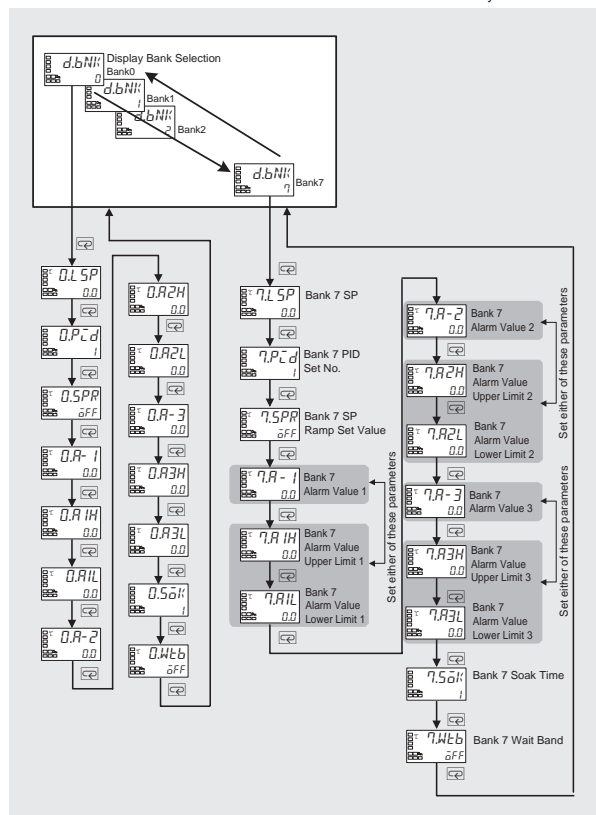 d.bNK
0
Display Bank Selection
Bank0
d.bNK
1
Bank1
d.bNK
2
Bank2
d.bNK
7
Bank7
0.LSP
0.0
0.Pid
1
0.SPR
oFF
0.A-1
0.0
0.A1H
0.0
0.A1L
0.0
0.A-2
0.0
0.A2H
0.0
0.A2L
0.0
0.A-3
0.0
0.A3H
0.0
0.A3L
0.0
0.SoK
1
0.Wtb
oFF
7.LSP
0.0
Bank 7 SP
7.Pid
1
Bank 7 PID
Set No.
7.SPR
oFF
Bank 7 SP
Ramp Set Value
7.A-1
0.0
Bank 7
Alarm Value 1
7.A1H
0.0
Bank 7
Alarm Value
Upper Limit 1
7.A1L
0.0
Bank 7
Alarm Value
Lower Limit 1
Set either of these parameters
7.A-2
0.0
Bank 7
Alarm Value 2
7.A2H
0.0
Bank 7
Alarm Value
Upper Limit 2
7.A2L
0.0
Bank 7
Alarm Value
Lower Limit 2
Set either of these parameters
7.A-3
0.0
Bank 7
Alarm Value 3
7.A3H
0.0
Bank 7
Alarm Value
Upper Limit 3
7.A3L
0.0
Bank 7
Alarm Value
Lower Limit 3
Set either of these parameters
7.SoK
1
Bank 7 Soak Time
7.Wtb
oFF
Bank 7 Wait Band